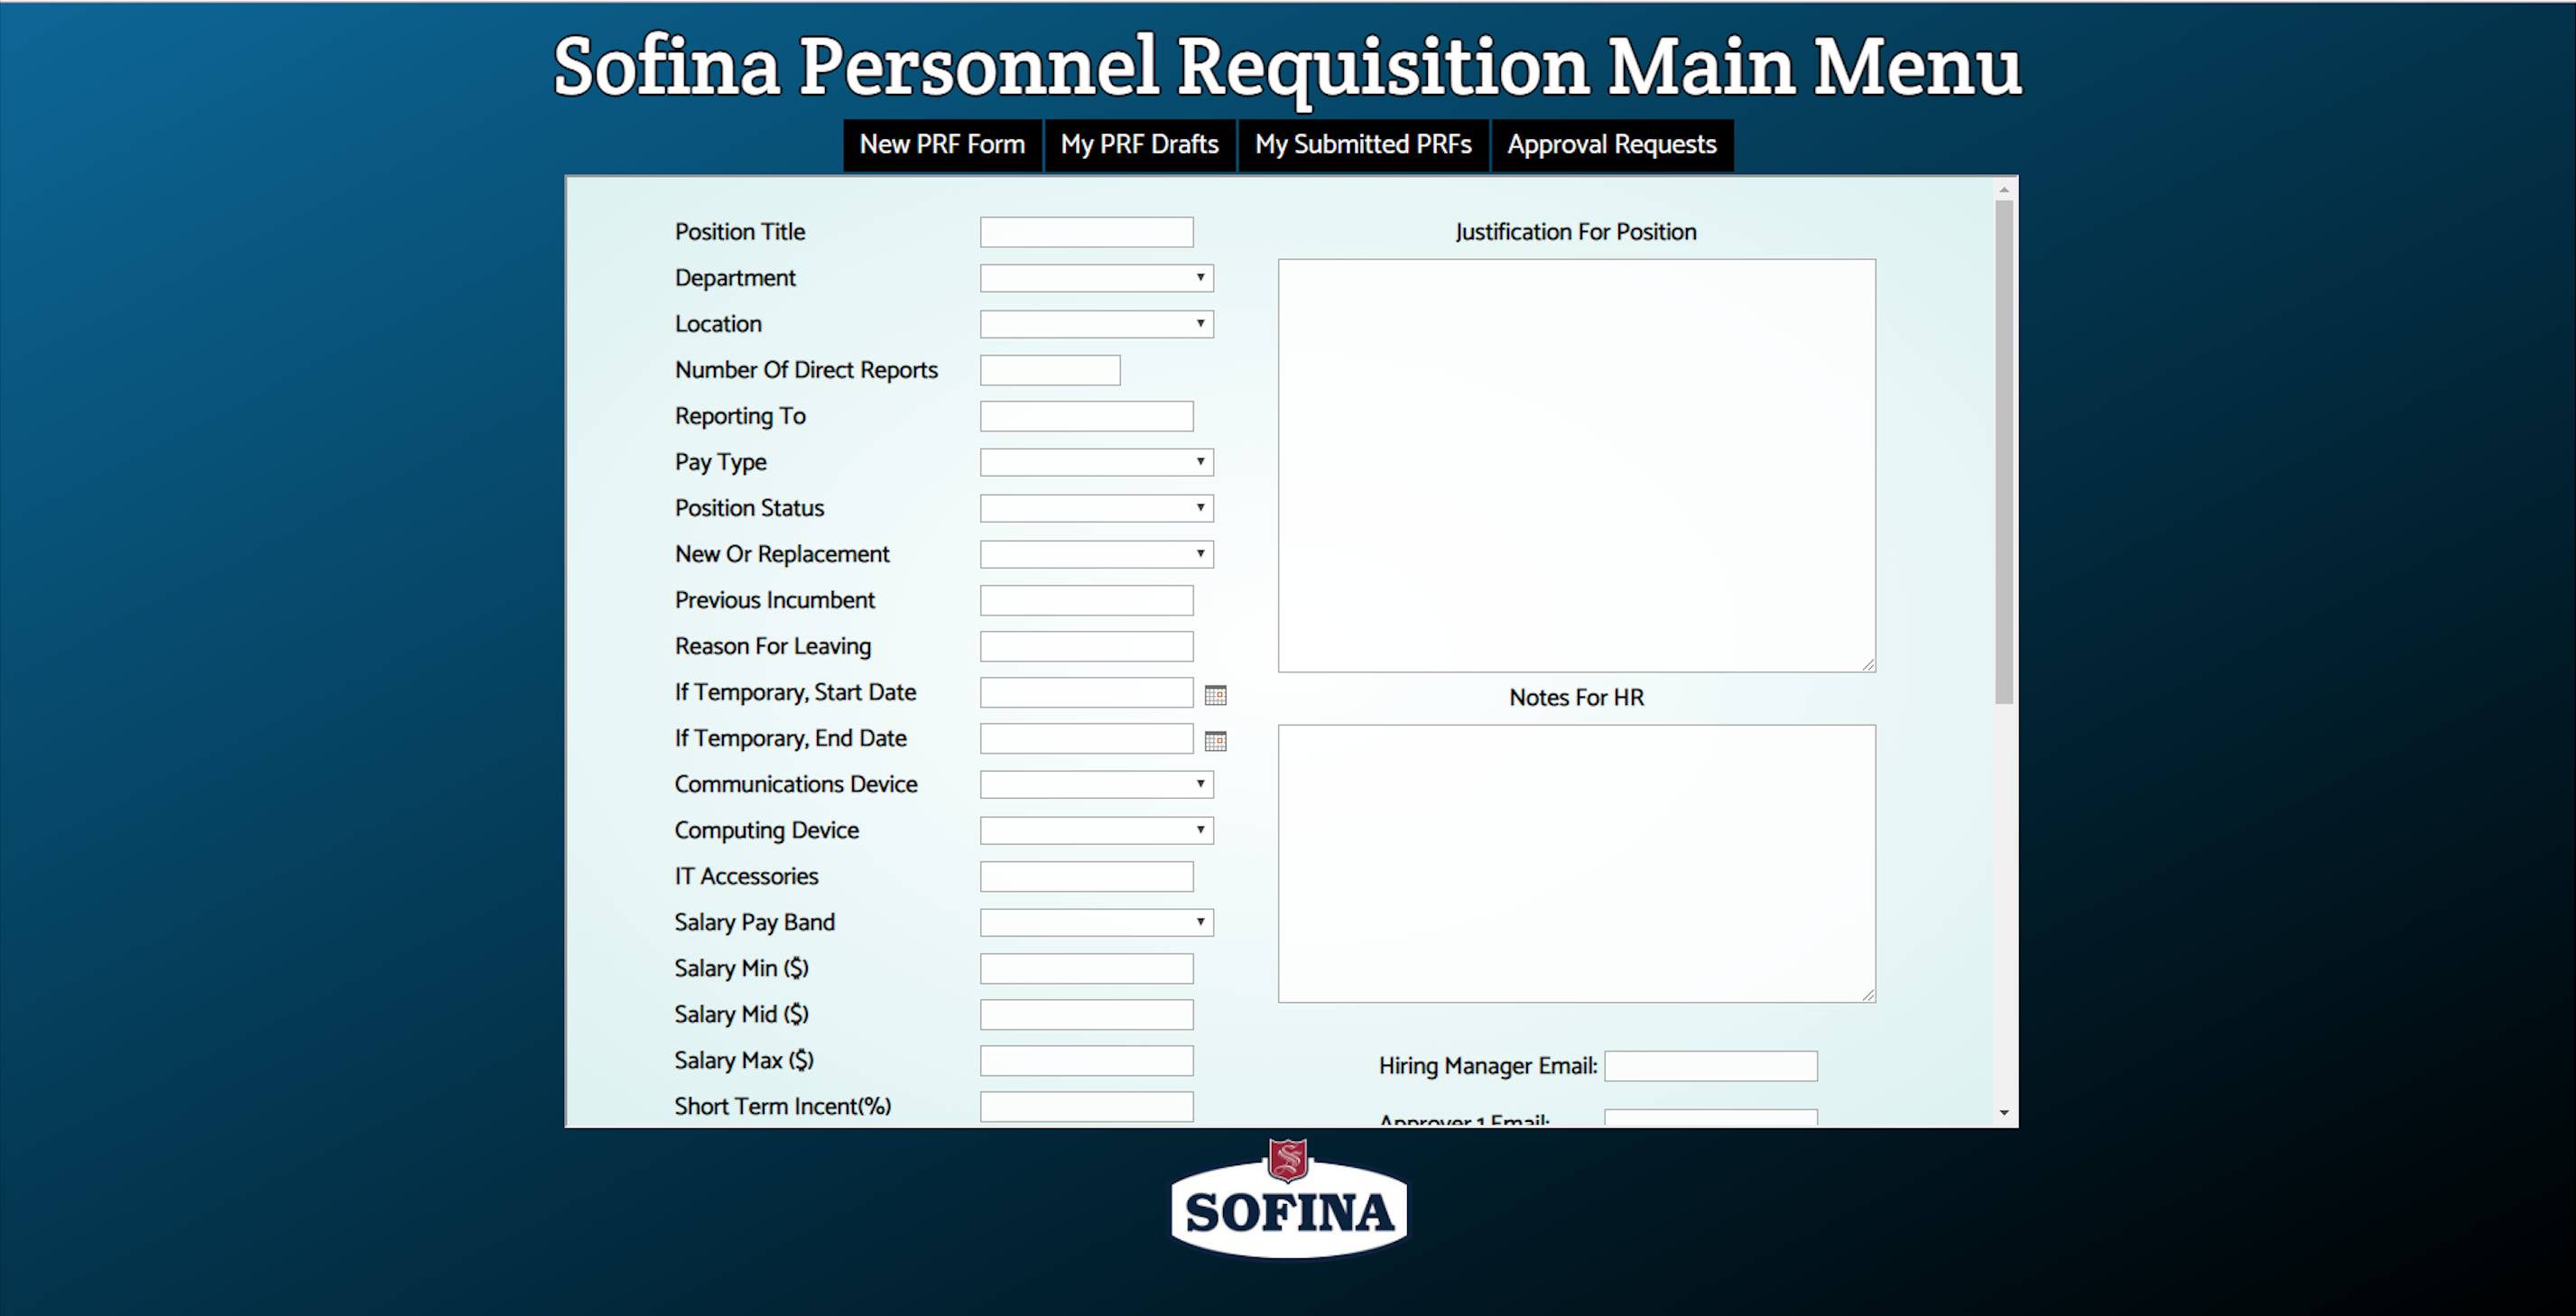 Sofina Personnel Requisition Main Menu
New PRF Form My PRF Drafts My Submitted PRFs Approval Requests
Position Title
Department
Location
Number Of Direct Reports
Reporting To
Pay Type
Position Status
New Or Replacement
Previous Incumbent
Reason For Leaving
If Temporary, Start Date
If Temporary, End Date
Communications Device
Computing Device
IT Accessories
Salary Pay Band
Salary Min ($)
Salary Mid ($)
Salary Max ($)
Short Term Incent(%)
Justification For Position
Notes For HR
Hiring Manager Email:
Approver 1 Email:
S
SOFINA